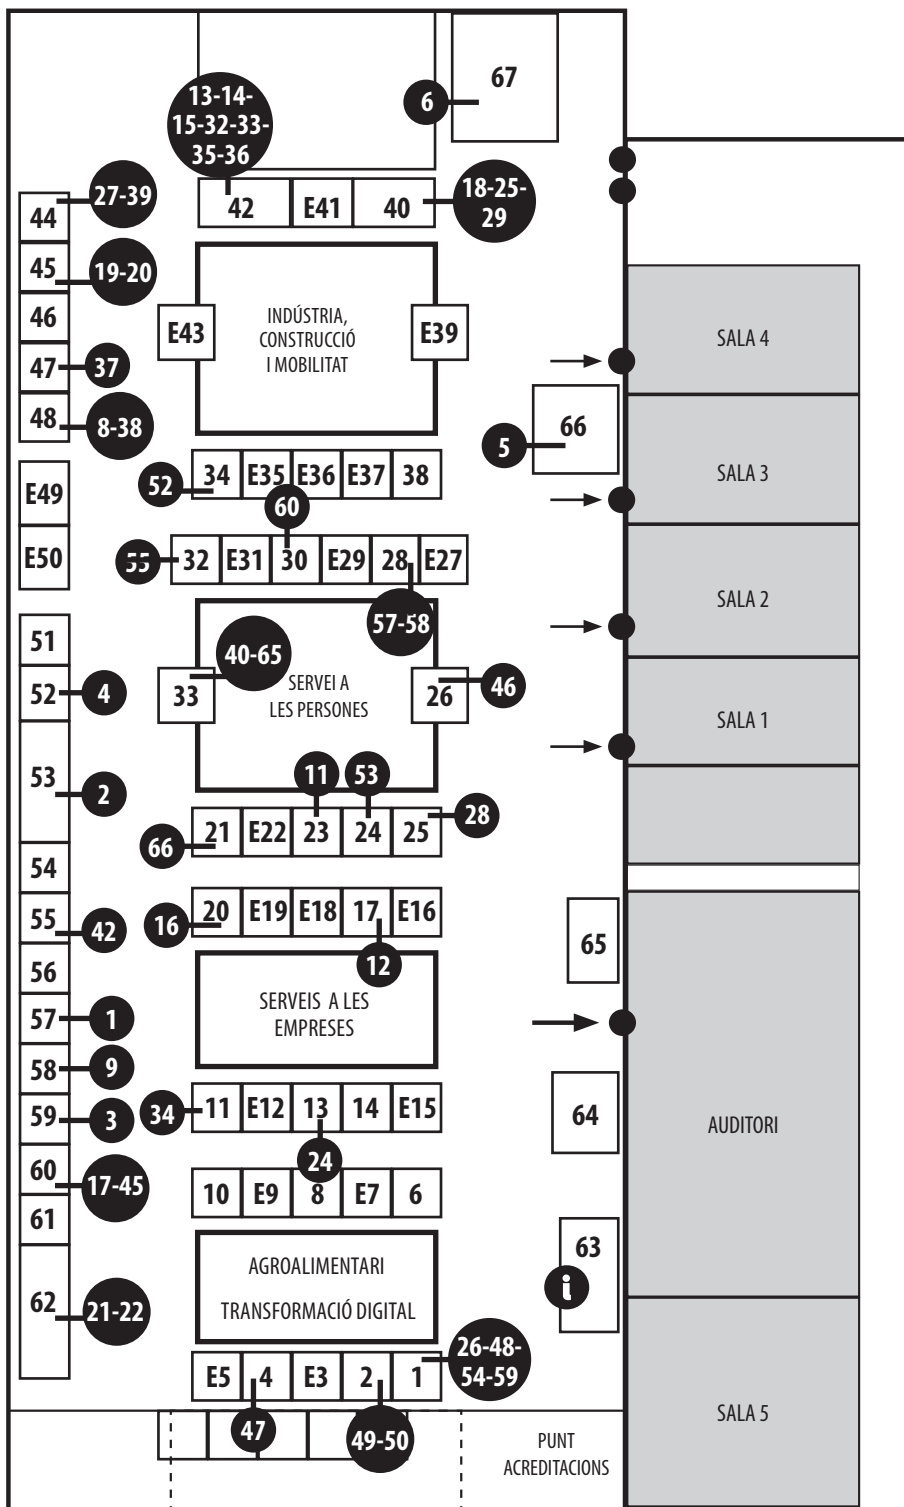 67
6
13-14-
15-32-33-
35-36
27-39
44
42
E41
40
18-25-
29
45
19-20
46
E43
INDÚSTRIA,
CONSTRUCCIÓ
I MOBILITAT
E39
SALA 4
47
37
48
8-38
66
5
34
E35
E36
E37
38
52
SALA 3
E49
60
E50
55
32
E31
30
E29
28
E27
57-58
SALA 2
51
40-65
33
SERVEI A
LES PERSONES
26
46
52
4
SALA 1
53
2
11
53
21
E22
23
24
25
28
66
54
55
42
16
20
E19
E18
17
E16
12
65
56
SERVEIS A LES
EMPRESES
57
1
58
9
59
3
34
11
E12
13
14
E15
64
AUDITORI
24
60
17-45
10
E9
8
E7
6
61
63
i
62
21-22
AGROALIMENTARI
TRANSFORMACIÓ DIGITAL
26-48-
54-59
E5
4
E3
2
1
47
49-50
PUNT
ACREDITACIONS
SALA 5